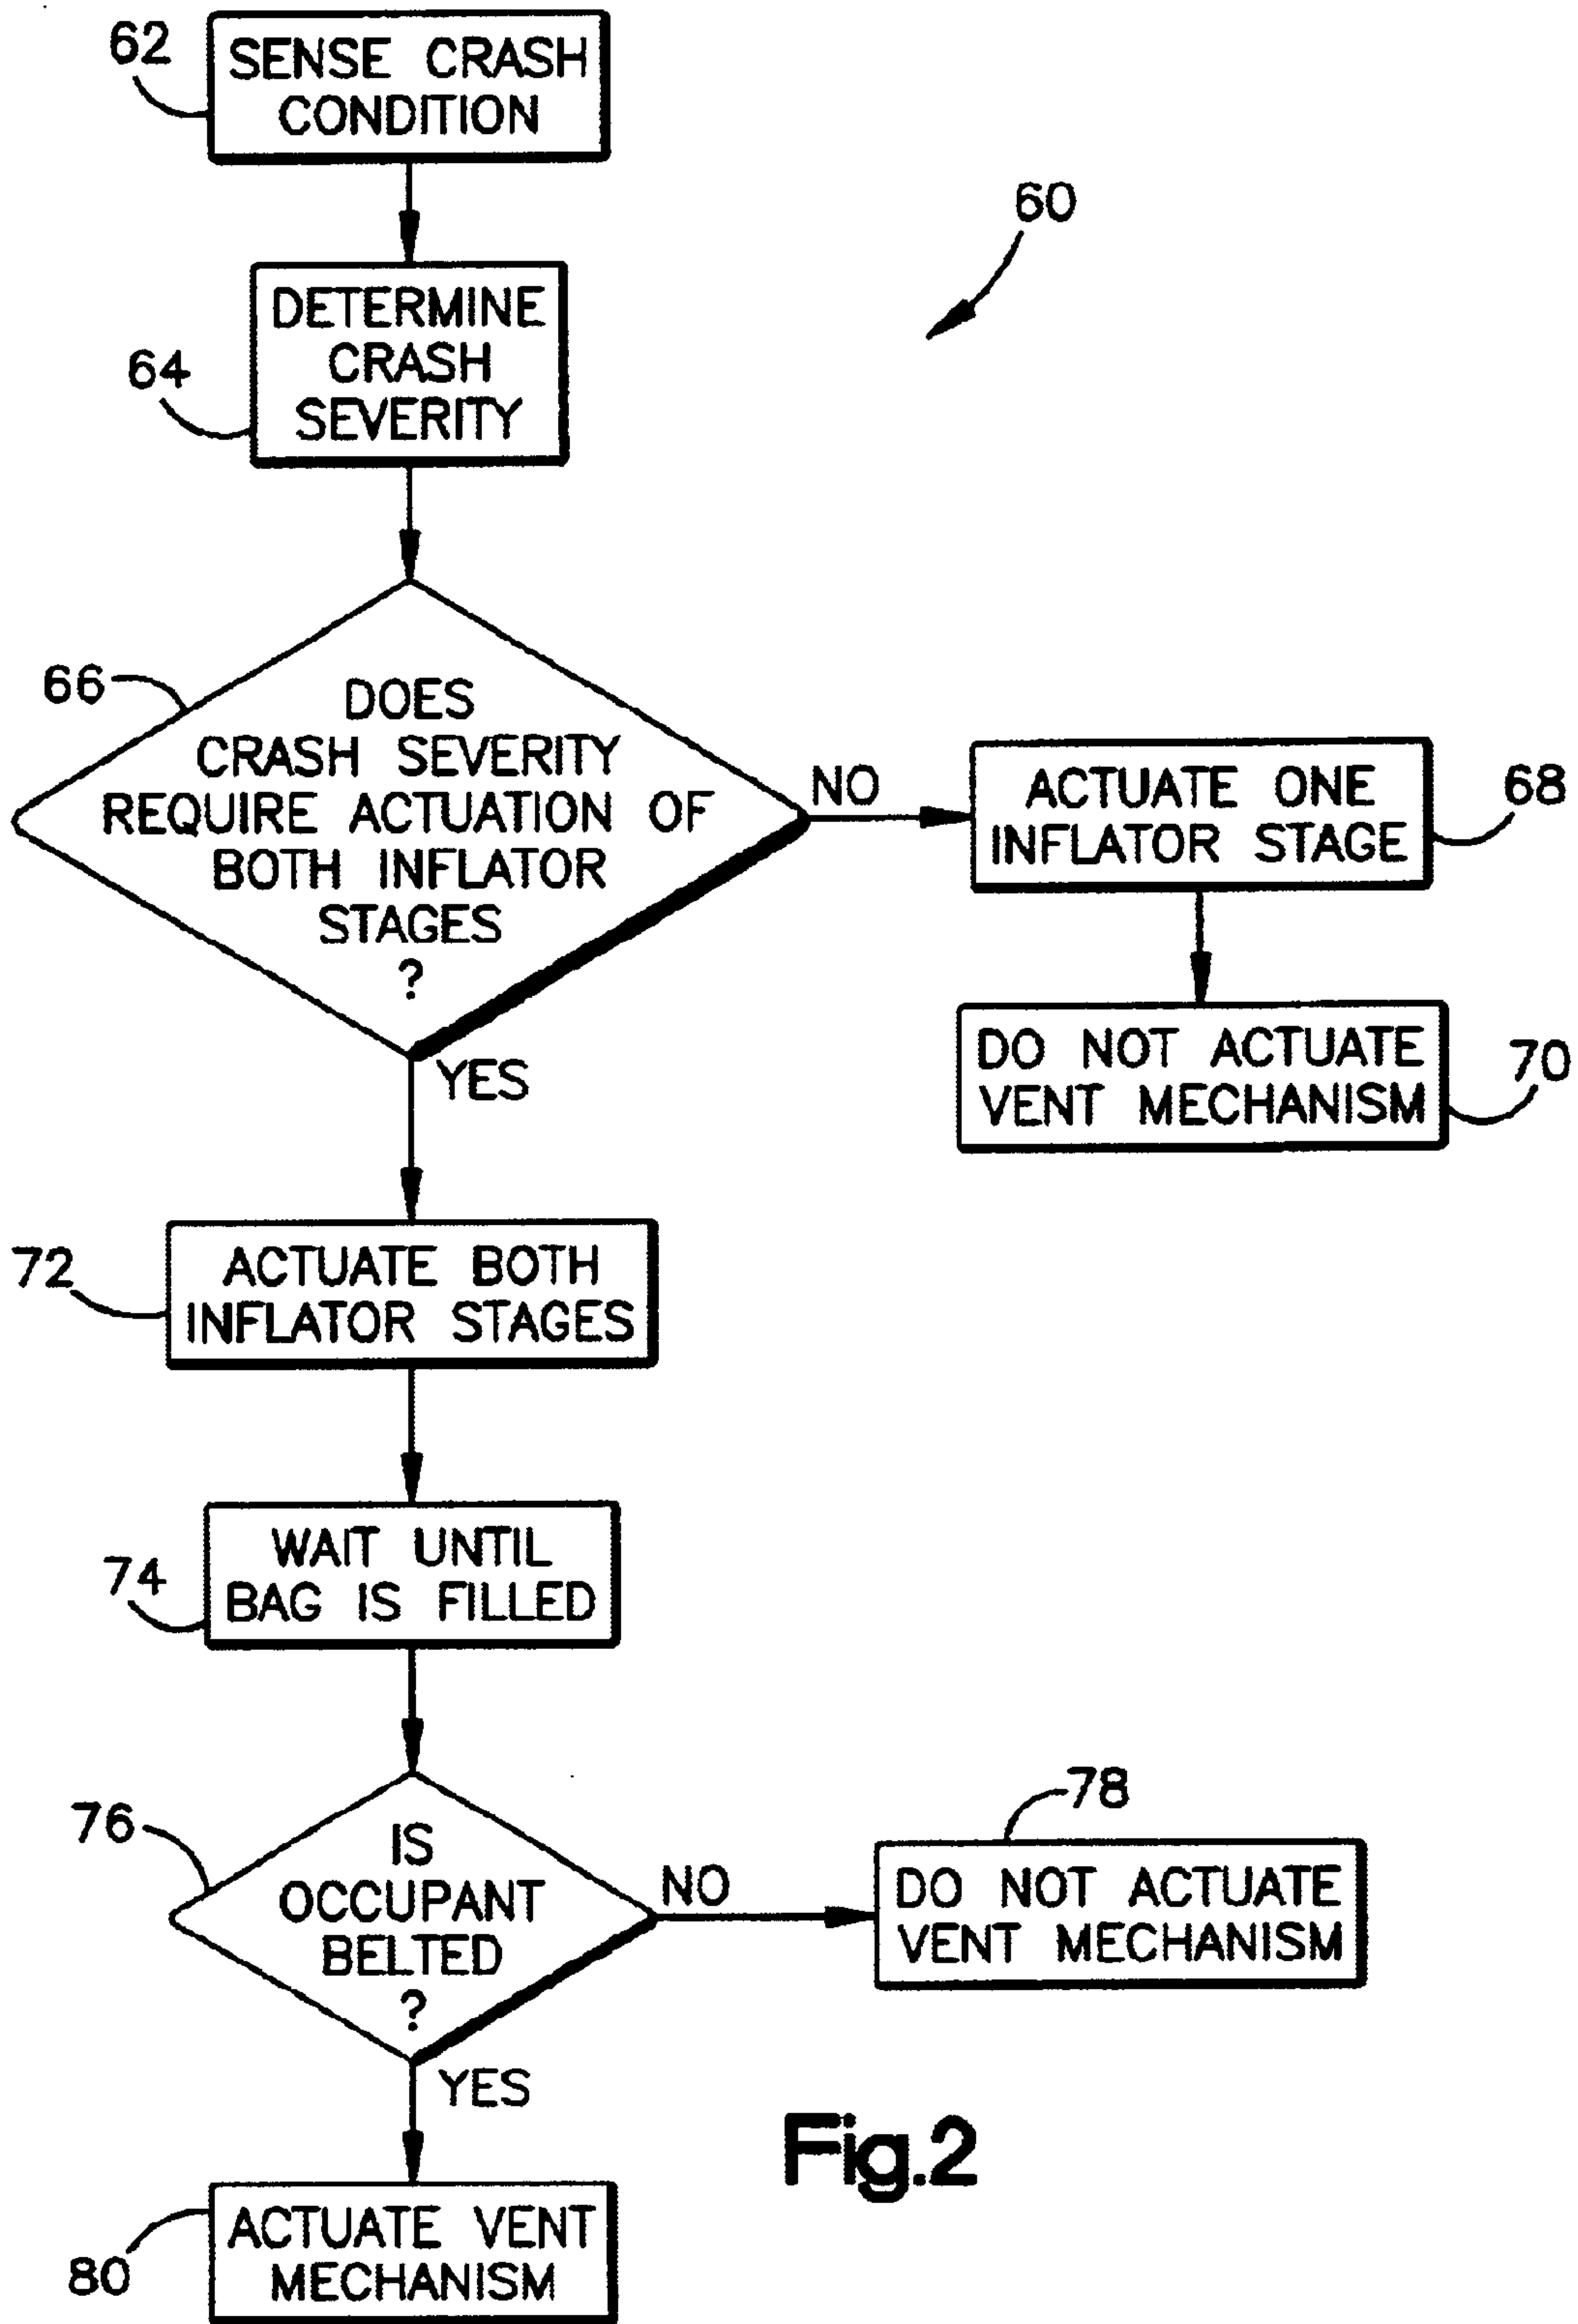 62
SENSE CRASH
CONDITION
60
64
DETERMINE
CRASH
SEVERITY
66
DOES
CRASH SEVERITY
REQUIRE ACTUATION OF
BOTH INFLATOR
STAGES
?
NO
ACTUATE ONE
INFLATOR STAGE
68
DO NOT ACTUATE
VENT MECHANISM
70
YES
72
ACTUATE BOTH
INFLATOR STAGES
74
WAIT UNTIL
BAG IS FILLED
76
IS
OCCUPANT
BELTED
?
NO
78
DO NOT ACTUATE
VENT MECHANISM
YES
80
ACTUATE VENT
MECHANISM
Fig.2